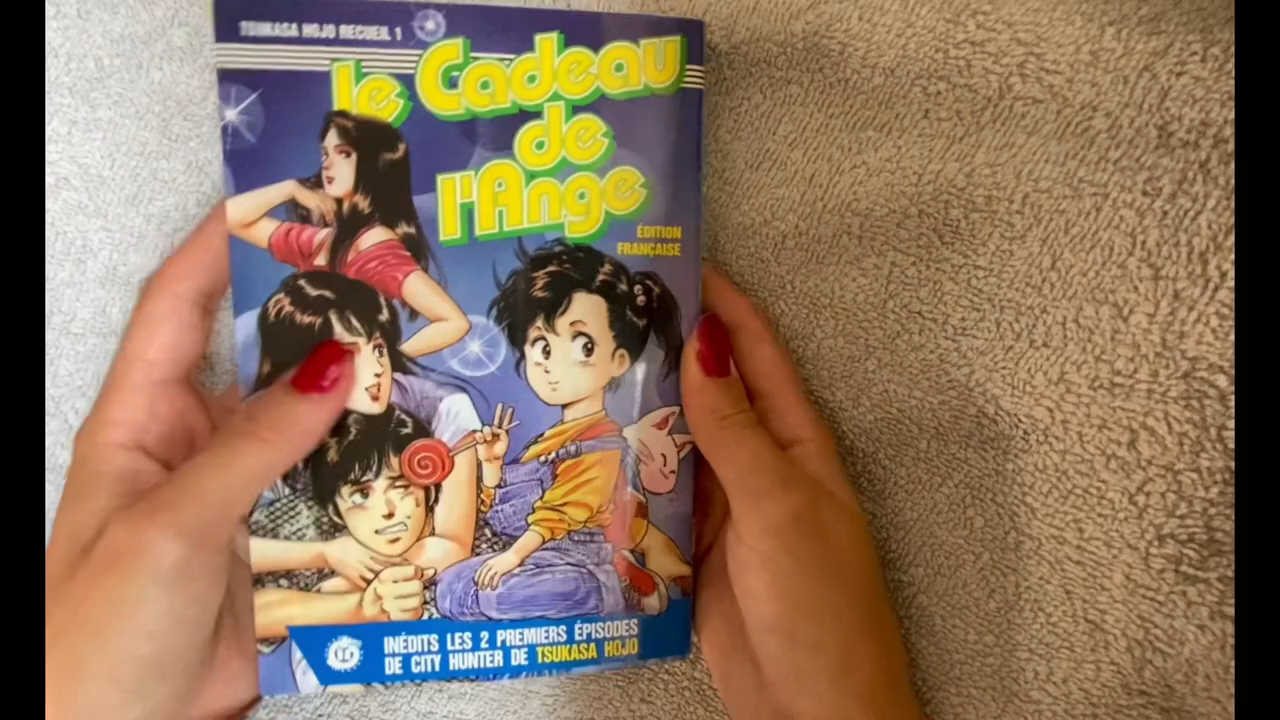 TSUKASA HOJO RECUEIL 1
le Cadeau
de
l'Ange
ÉDITION
FRANÇAISE
INÉDITS LES 2 PREMIERS ÉPISODES
DE CITY HUNTER DE TSUKASA HOJO